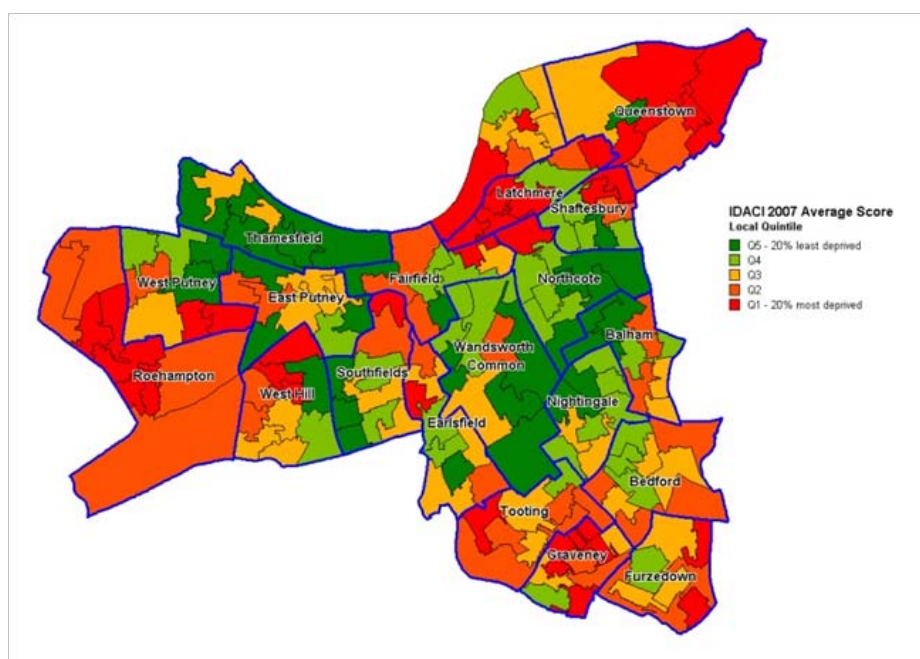 Queenstown
Latchmere
Shaftesbury
Thamesfield
West Putney
East Putney
Fairfield
Northcote
Balham
Wandsworth
Common
Roehampton
West Hill
Southfields
Nightingale
Earlsfield
Bedford
Tooting
Graveney
Furzedown
IDACI 2007 Average Score
Local Quintile
Q5 - 20% least deprived
Q4
Q3
Q2
Q1 - 20% most deprived